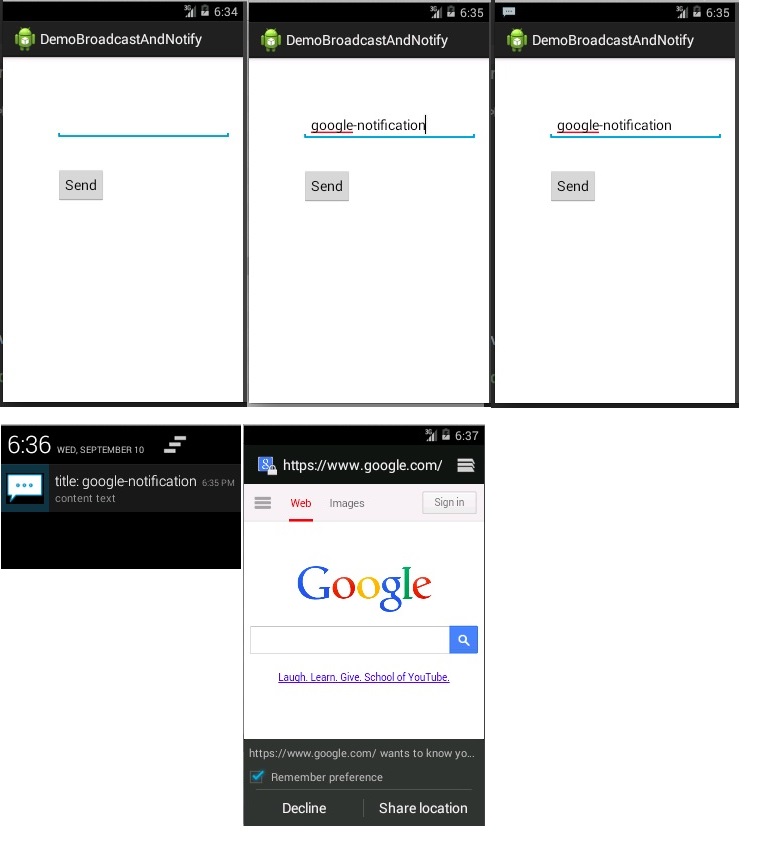 3G 6:34
DemoBroadcastAndNotify
Send
3G 6:35
DemoBroadcastAndNotify
google-notification
Send
3G 6:35
DemoBroadcastAndNotify
google-notification
Send
6:36 WED, SEPTEMBER 10
title: google-notification 6:35 PM
content text
3G 6:37
8 https://www.google.com/
Web Images Sign in
Google
Laugh. Learn. Give. School of YouTube.
https://www.google.com/ wants to know yo...
Remember preference
Decline Share location